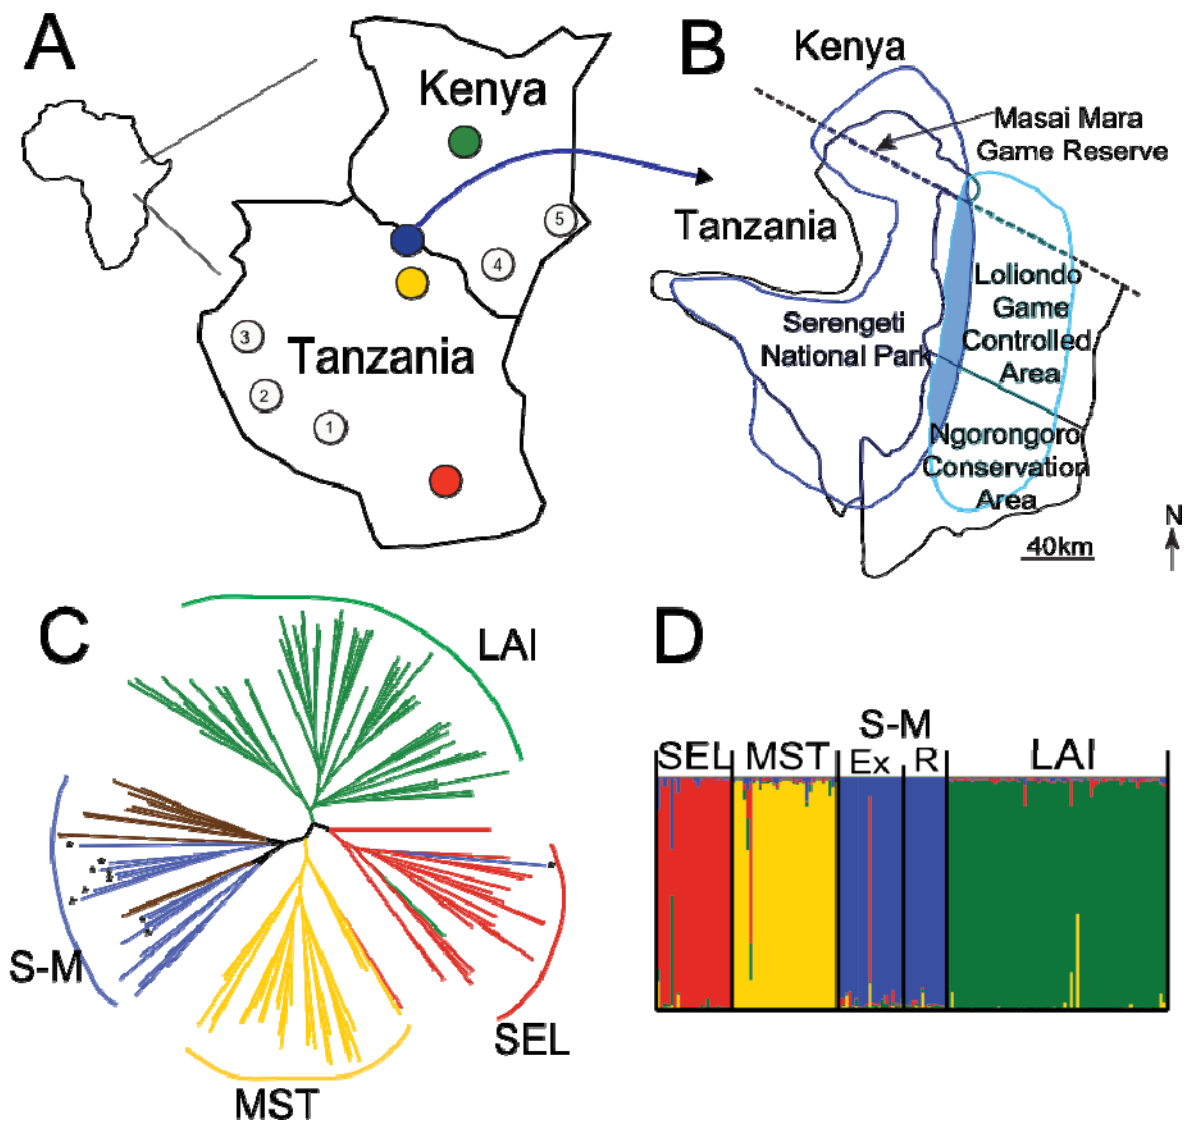 A
Kenya
5
4
3
2
1
Tanzania
B
Kenya
Masai Mara
Game Reserve
Tanzania
Loliondo
Game
Controlled
Area
Serengeti
National Park
Ngorongoro
Conservation
Area
N
40km
C
LAI
S-M
SEL
MST
D
S-M
SEL MST Ex R LAI